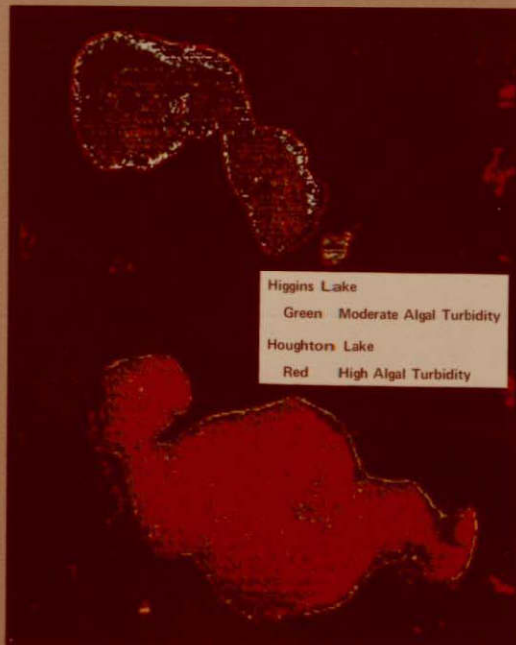 Higgins Lake
Green Moderate Algal Turbidity
Houghton Lake
Red High Algal Turbidity